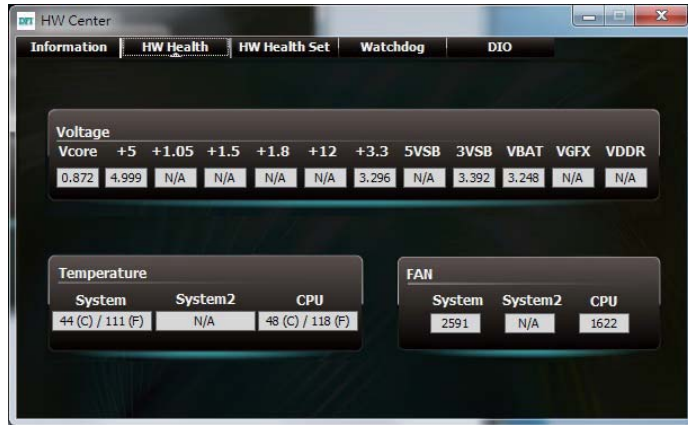 DFI HW Center
Information HW Health HW Health Set Watchdog DIO
Voltage
Vcore +5 +1.05 +1.5 +1.8 +12 +3.3 5VSB 3VSB VBAT VGFX VDDR
0.872 4.999 N/A N/A N/A N/A 3.296 N/A 3.392 3.248 N/A N/A
Temperature
System System2 CPU
44 (C) / 111 (F) N/A 48 (C) / 118 (F)
FAN
System System2 CPU
2591 N/A 1622